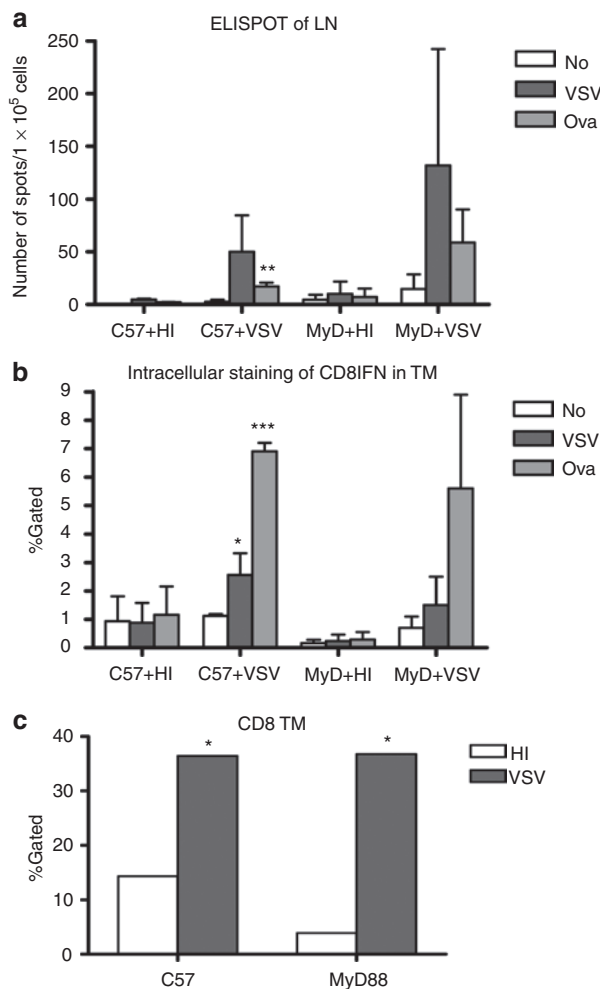 a
ELISPOT of LN
Number of spots/1 × 10⁵ cells
250
200
150
100
50
0
**
C57+HI C57+VSV MyD+HI MyD+VSV
No
VSV
Ova
b
Intracellular staining of CD8IFN in TM
%Gated
9
8
7
6
5
4
3
2
1
0
*
***
C57+HI C57+VSV MyD+HI MyD+VSV
No
VSV
Ova
c
CD8 TM
%Gated
40
30
20
10
0
* *
C57 MyD88
HI
VSV